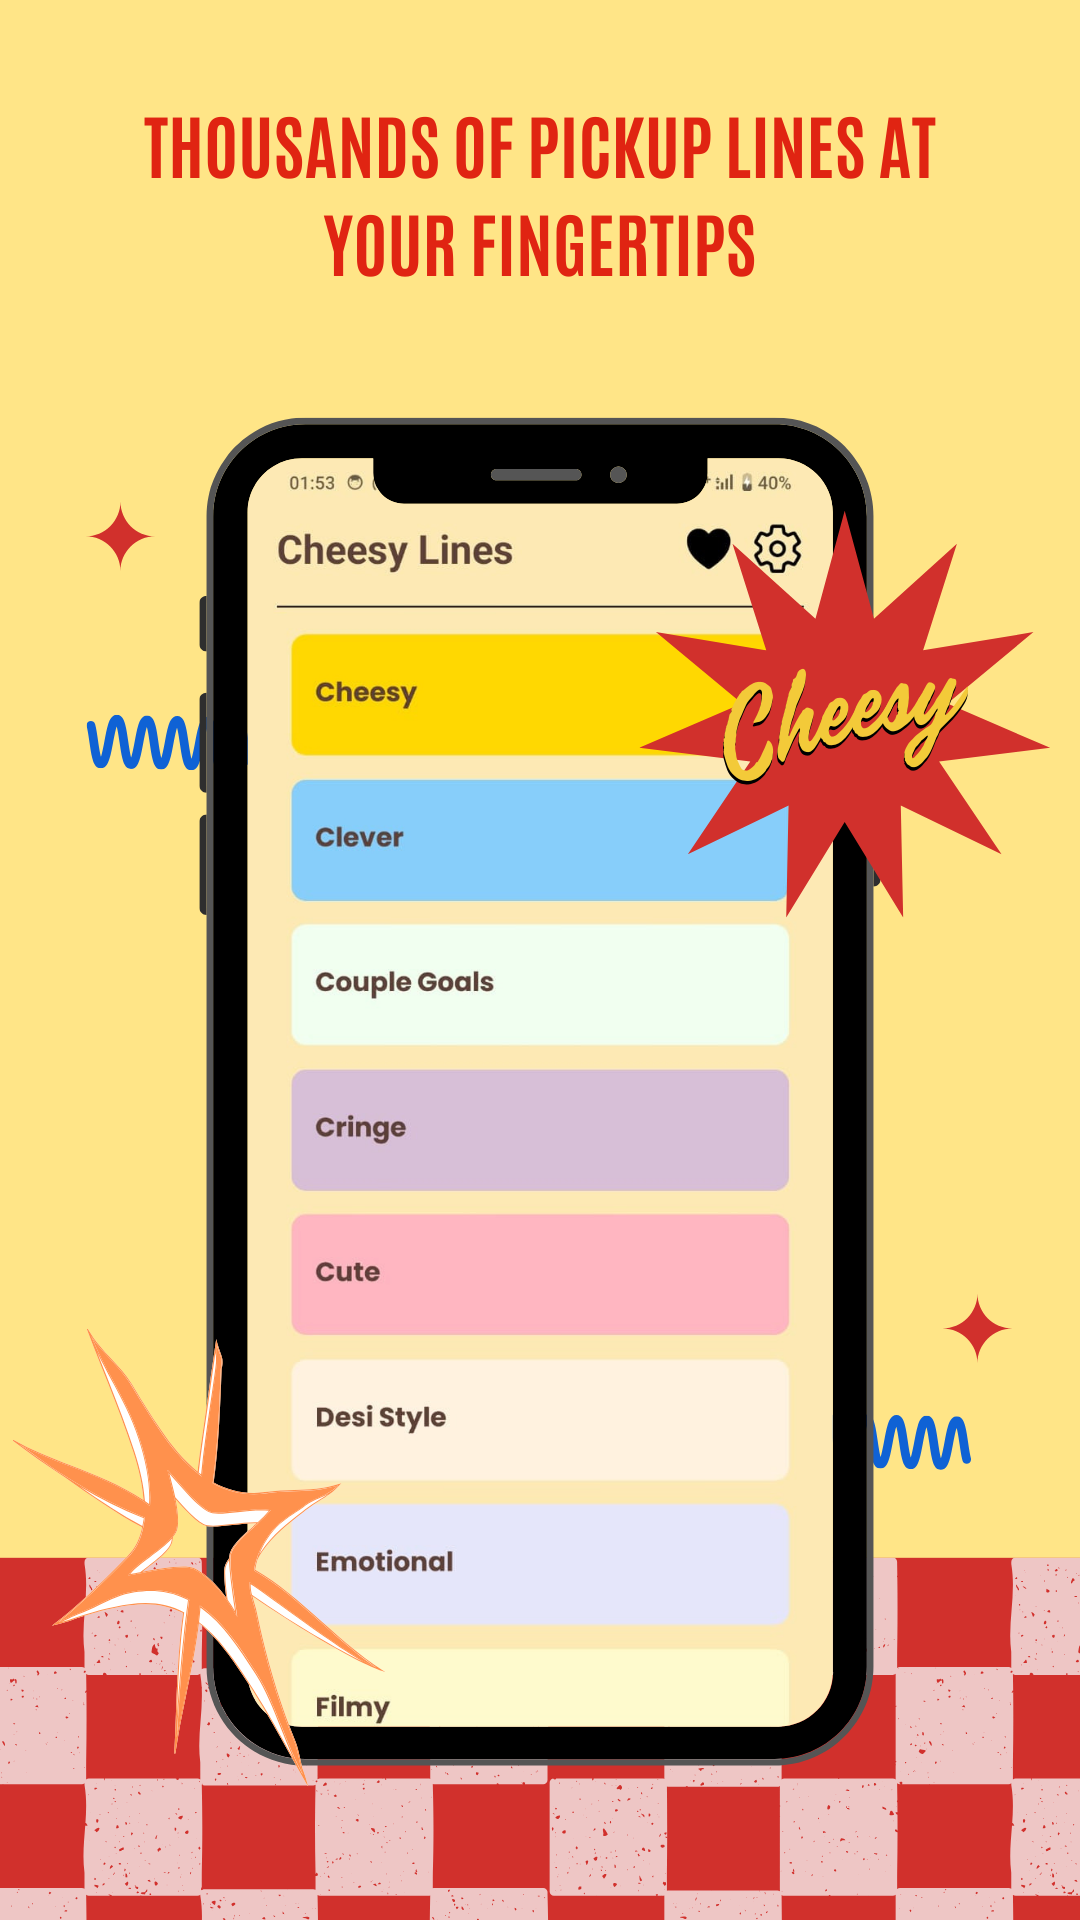 THOUSANDS OF PICKUP LINES AT
YOUR FINGERTIPS
01:53
40%
Cheesy Lines
Cheesy
Cheesy
Clever
Couple Goals
Cringe
Cute
Desi Style
Emotional
Filmy